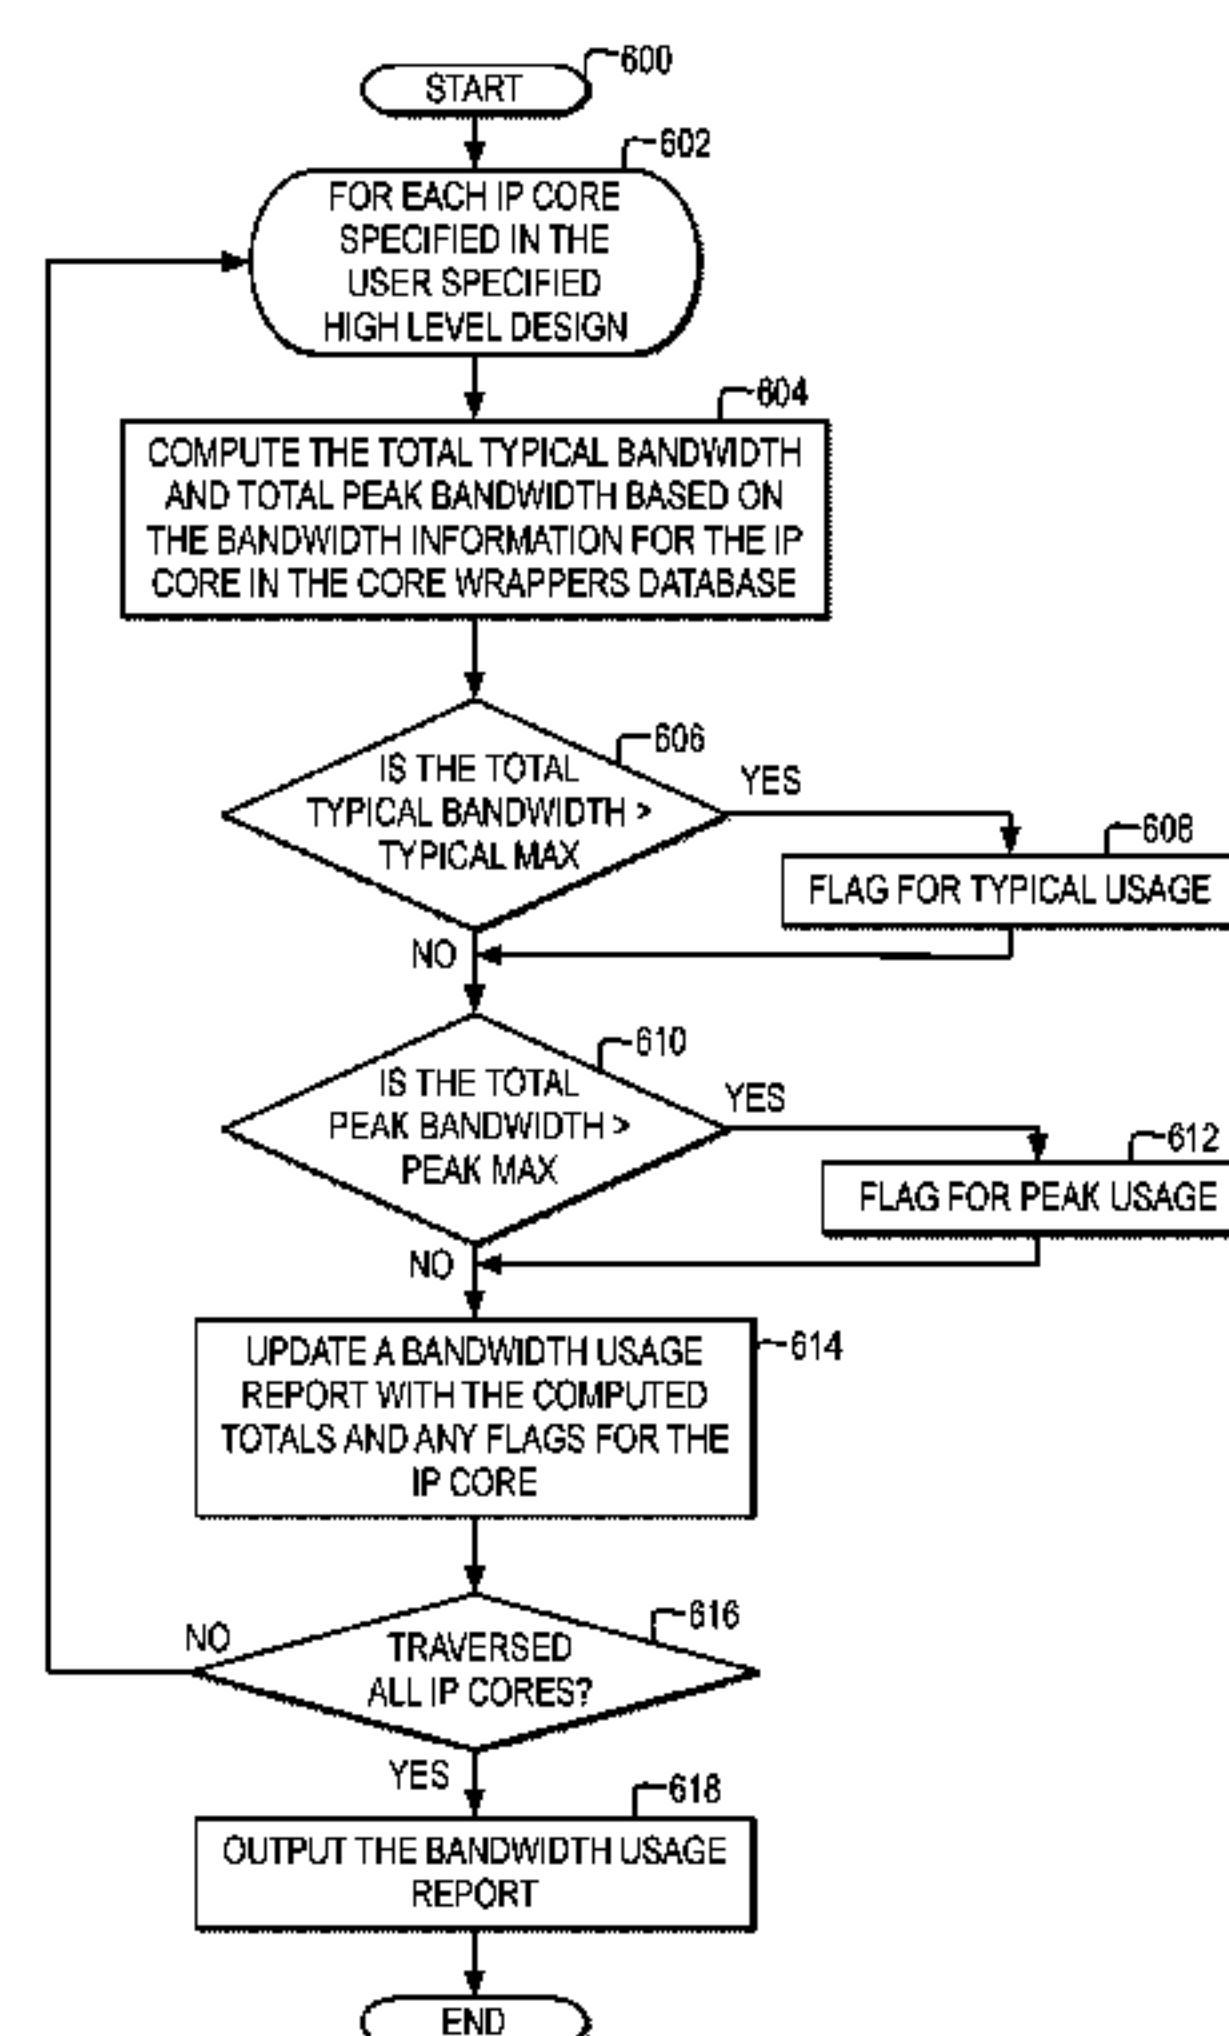 600
START
602
FOR EACH IP CORE
SPECIFIED IN THE
USER SPECIFIED
HIGH LEVEL DESIGN
604
COMPUTE THE TOTAL TYPICAL BANDWIDTH
AND TOTAL PEAK BANDWIDTH BASED ON
THE BANDWIDTH INFORMATION FOR THE IP
CORE IN THE CORE WRAPPERS DATABASE
606
IS THE TOTAL
TYPICAL BANDWIDTH >
TYPICAL MAX
YES
608
FLAG FOR TYPICAL USAGE
NO
610
IS THE TOTAL
PEAK BANDWIDTH >
PEAK MAX
YES
612
FLAG FOR PEAK USAGE
NO
614
UPDATE A BANDWIDTH USAGE
REPORT WITH THE COMPUTED
TOTALS AND ANY FLAGS FOR THE
IP CORE
616
NO
TRAVERSED
ALL IP CORES?
YES
618
OUTPUT THE BANDWIDTH USAGE
REPORT
END